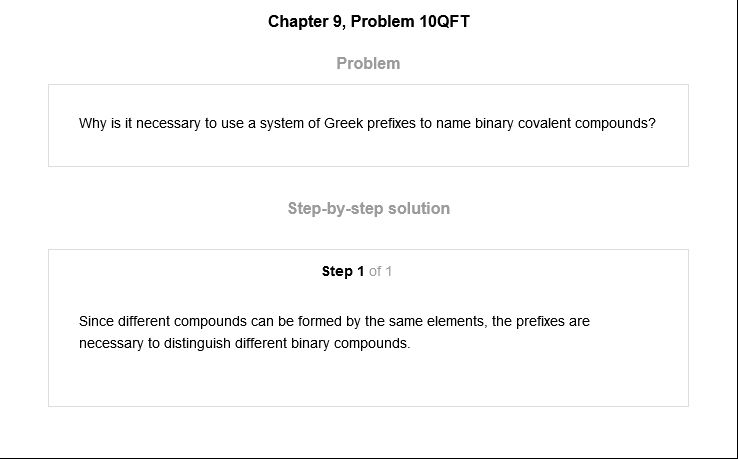 Chapter 9, Problem 10QFT
Problem
Why is it necessary to use a system of Greek prefixes to name binary covalent compounds?
Step-by-step solution
Step 1 of 1
Since different compounds can be formed by the same elements, the prefixes are
necessary to distinguish different binary compounds.